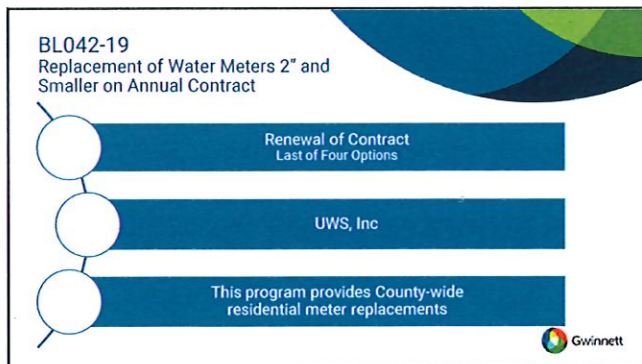 BL042-19
Replacement of Water Meters 2" and
Smaller on Annual Contract
Renewal of Contract
Last of Four Options
UWS, Inc
This program provides County-wide
residential meter replacements
Gwinnett